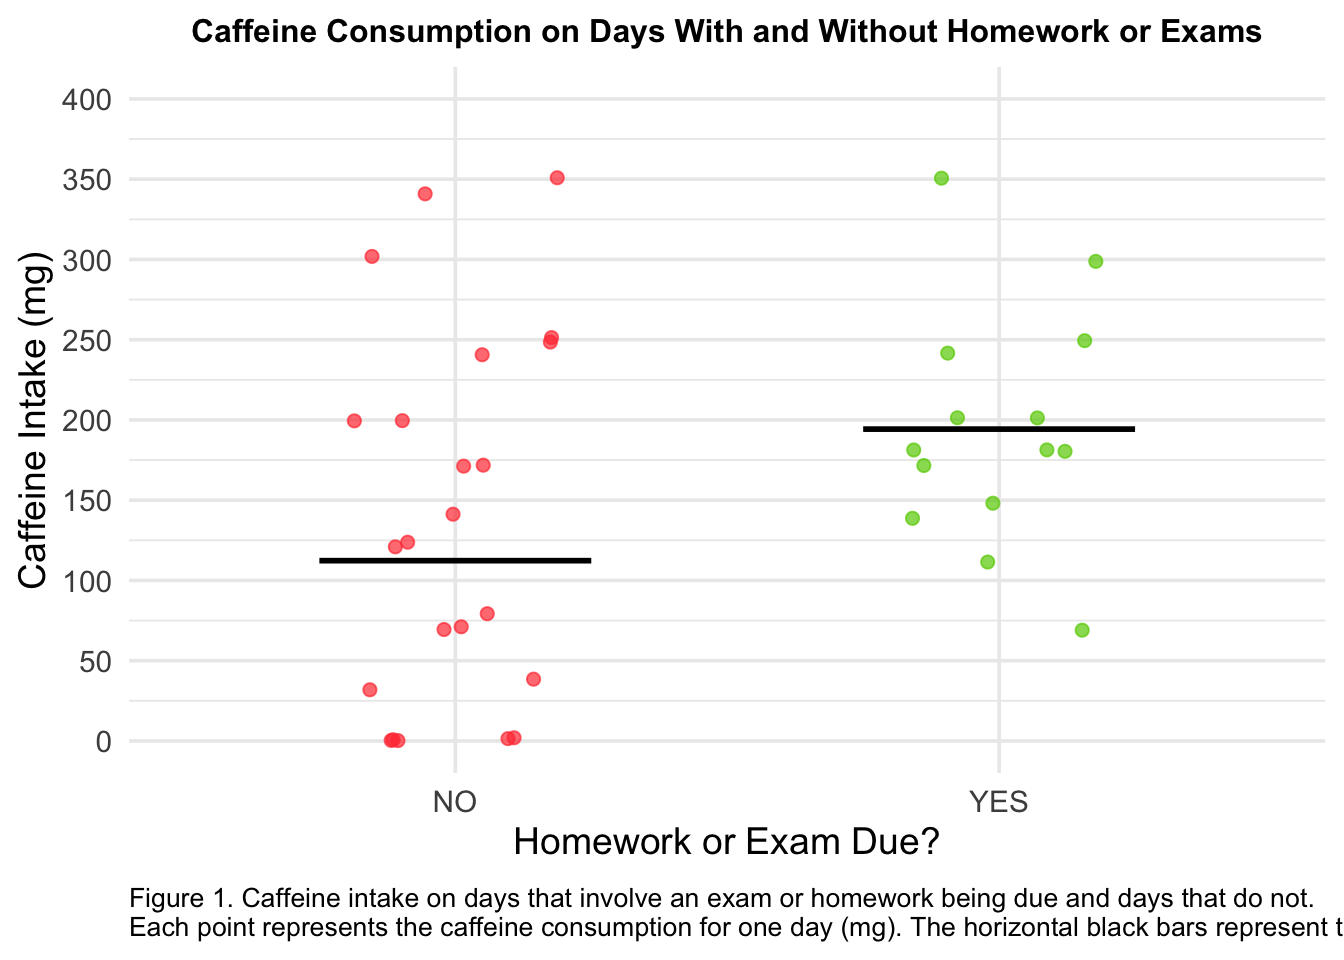 Caffeine Consumption on Days With and Without Homework or Exams
400
350
300
250
200
150
100
50
0
Caffeine Intake (mg)
NO
YES
Homework or Exam Due?
Figure 1. Caffeine intake on days that involve an exam or homework being due and days that do not.
Each point represents the caffeine consumption for one day (mg). The horizontal black bars represent